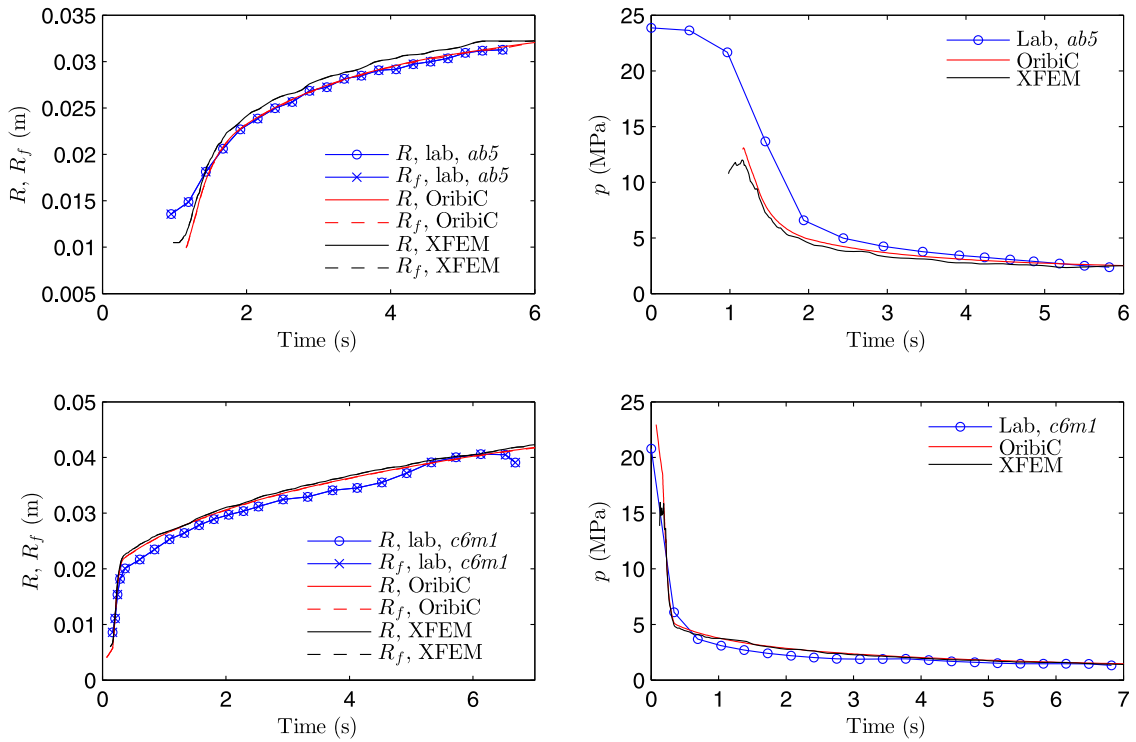 0.035
0.03
0.025
0.02
0.015
0.01
0.005
R, R_f (m)
R, lab, ab5
R_f, lab, ab5
R, OribiC
R_f, OribiC
R, XFEM
R_f, XFEM
0 2 4 6
Time (s)
25
20
15
10
5
0
p (MPa)
Lab, ab5
OribiC
XFEM
0 1 2 3 4 5 6
Time (s)
0.05
0.04
0.03
0.02
0.01
0
R, R_f (m)
R, lab, c6m1
R_f, lab, c6m1
R, OribiC
R_f, OribiC
R, XFEM
R_f, XFEM
0 2 4 6
Time (s)
25
20
15
10
5
0
p (MPa)
Lab, c6m1
OribiC
XFEM
0 1 2 3 4 5 6 7
Time (s)